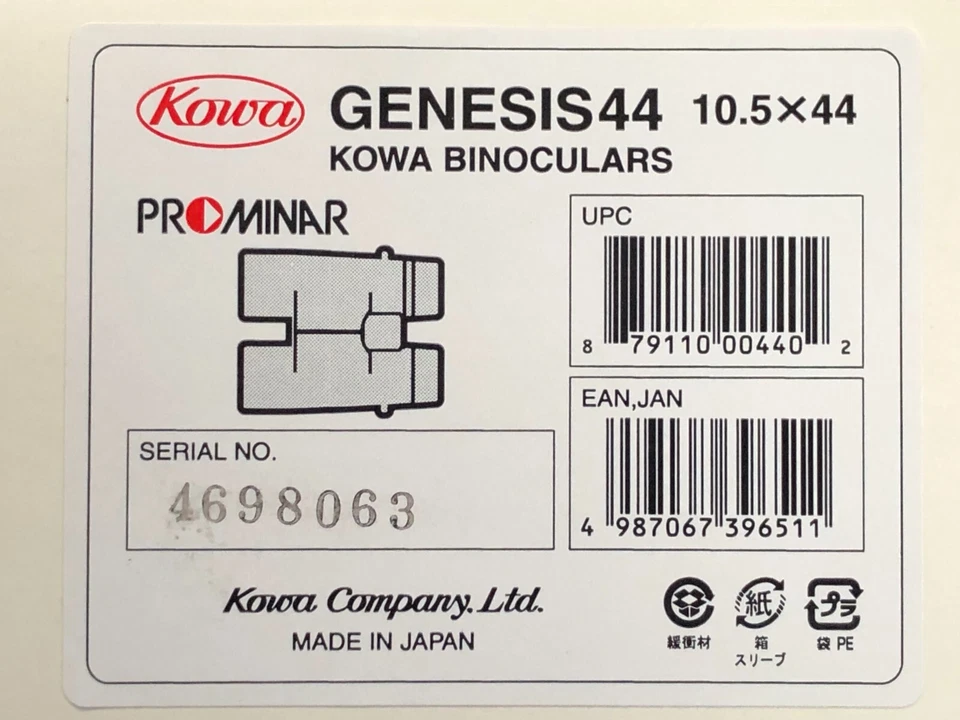 Kowa GENESIS44 10.5×44
KOWA BINOCULARS
PROMINAR
UPC
8 79110 00440 2
EAN,JAN
4 987067 396511
SERIAL NO.
4698063
Kowa Company. Ltd.
MADE IN JAPAN
緩衝材
紙
箱
スリーブ
プラ
袋 PE